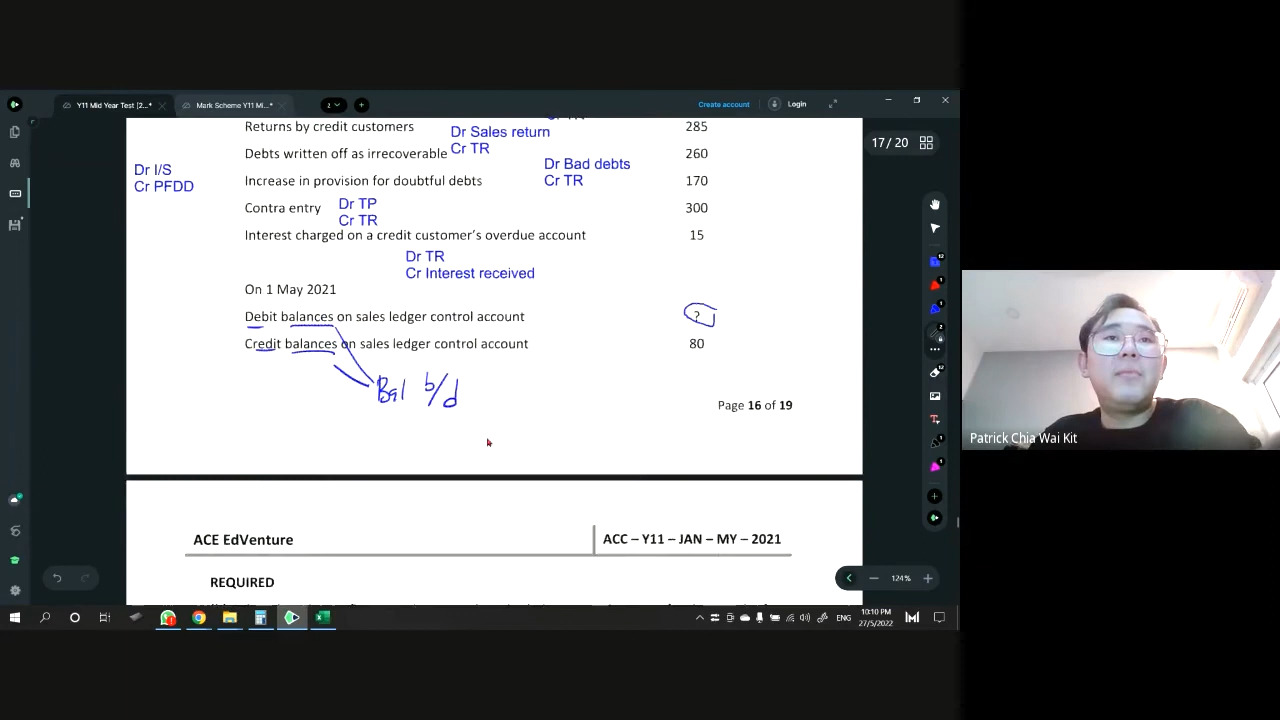 Y11 Mid Year Test (2...*
Mark Scheme Y11 Mi...*
2
Create account
Login
17 / 20
Returns by credit customers 285
Dr Sales return
Cr TR
Debts written off as irrecoverable 260
Dr Bad debts
Cr TR
Dr I/S
Cr PFDD
Increase in provision for doubtful debts 170
Contra entry 300
Dr TP
Cr TR
Interest charged on a credit customer's overdue account 15
Dr TR
Cr Interest received
On 1 May 2021
Debit balances on sales ledger control account ?
Credit balances on sales ledger control account 80
Bal b/d
Page 16 of 19
ACE EdVenture ACC – Y11 – JAN – MY – 2021
REQUIRED
124%
ENG
10:10 PM
27/5/2022
Patrick Chia Wai Kit